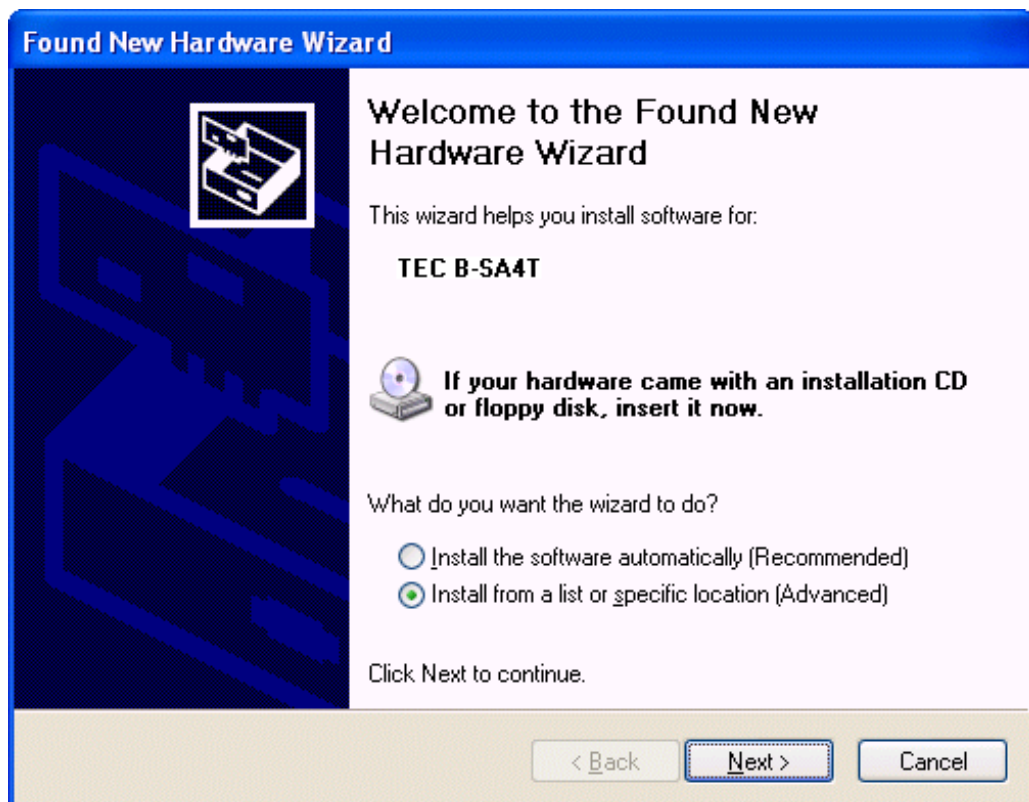 Found New Hardware Wizard
Welcome to the Found New
Hardware Wizard
This wizard helps you install software for:
TEC B-SA4T
If your hardware came with an installation CD
or floppy disk, insert it now.
What do you want the wizard to do?
Install the software automatically (Recommended)
Install from a list or specific location (Advanced)
Click Next to continue.
< Back
Next >
Cancel